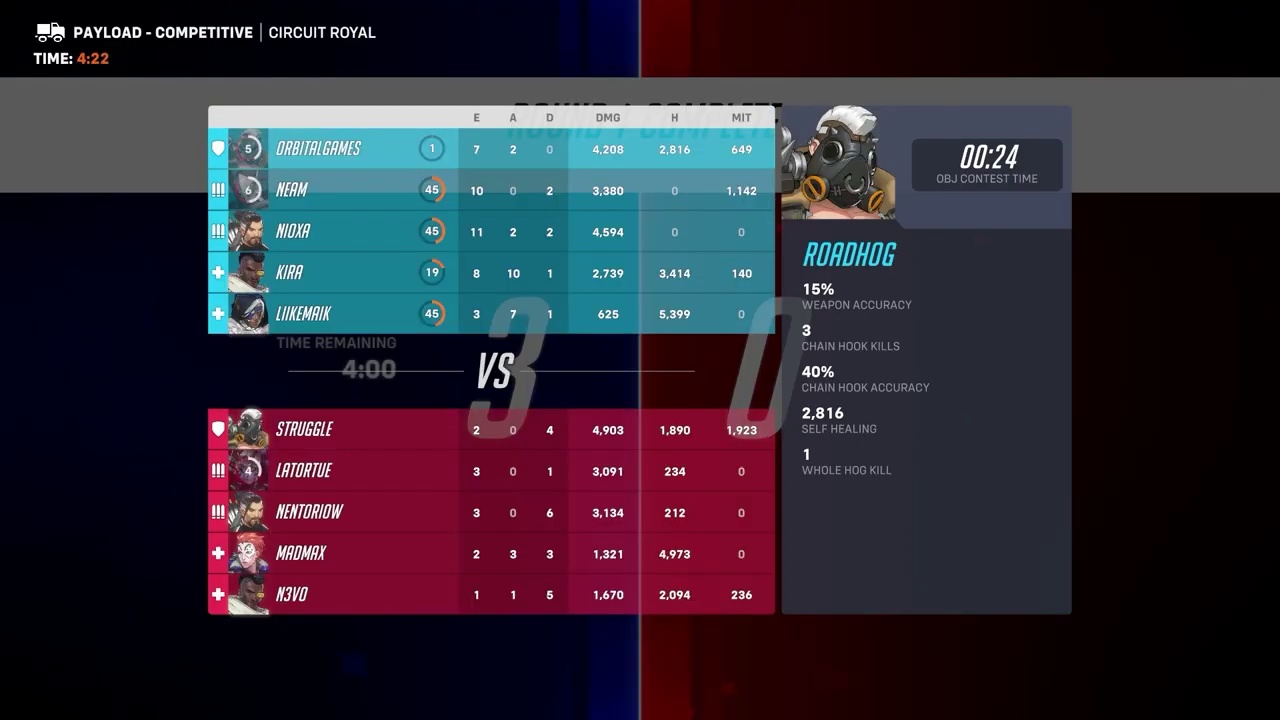 PAYLOAD - COMPETITIVE | CIRCUIT ROYAL
TIME: 4:22
ROUND 1 COMPLETE
E A D DMG H MIT
5 ORBITALGAMES 1 7 2 0 4,208 2,816 649
6 NEAM 45 10 0 2 3,380 0 1,142
NIOXA 45 11 2 2 4,594 0 0
KIRA 19 8 10 1 2,739 3,414 140
LIIKEMAIK 45 3 7 1 625 5,399 0
TIME REMAINING
4:00
VS
3 0
STRUGGLE 2 0 4 4,903 1,890 1,923
4 LATORTUE 3 0 1 3,091 234 0
NENTORIOW 3 0 6 3,134 212 0
MADMAX 2 3 3 1,321 4,973 0
N3VO 1 1 5 1,670 2,094 236
00:24
OBJ CONTEST TIME
ROADHOG
15%
WEAPON ACCURACY
3
CHAIN HOOK KILLS
40%
CHAIN HOOK ACCURACY
2,816
SELF HEALING
1
WHOLE HOG KILL